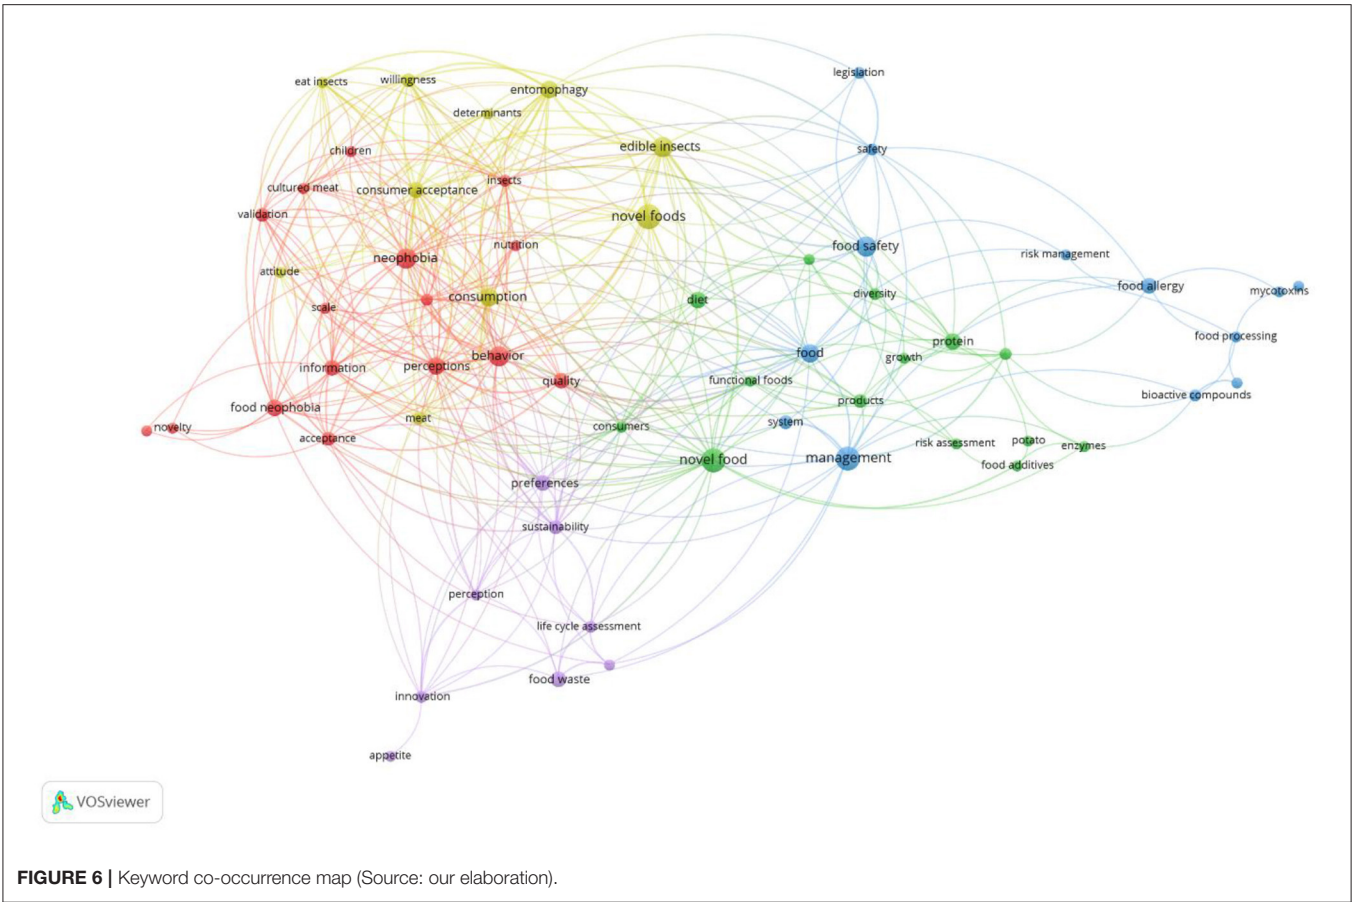 legislation
eat insects
willingness
entomophagy
determinants
children
edible insects
safety
cultured meat
consumer acceptance
insects
validation
novel foods
neophobia
nutrition
food safety
risk management
attitude
scale
consumption
diet
diversity
food allergy
mycotoxins
information
perceptions
behavior
quality
food
growth
protein
food processing
functional foods
bioactive compounds
food neophobia
novelty
acceptance
meat
consumers
system
products
risk assessment
potato
enzymes
food additives
novel food
management
preferences
sustainability
perception
life cycle assessment
innovation
food waste
appetite
VOSviewer
FIGURE 6 | Keyword co-occurrence map (Source: our elaboration).